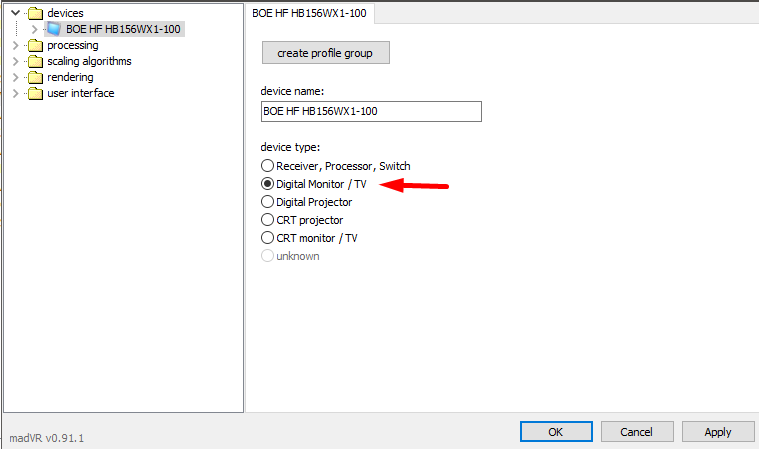 devices
BOE HF HB156WX1-100
processing
scaling algorithms
rendering
user interface
madVR v0.91.1
BOE HF HB156WX1-100
create profile group
device name:
BOE HF HB156WX1-100
device type:
Receiver, Processor, Switch
Digital Monitor / TV
Digital Projector
CRT projector
CRT monitor / TV
unknown
OK Cancel Apply